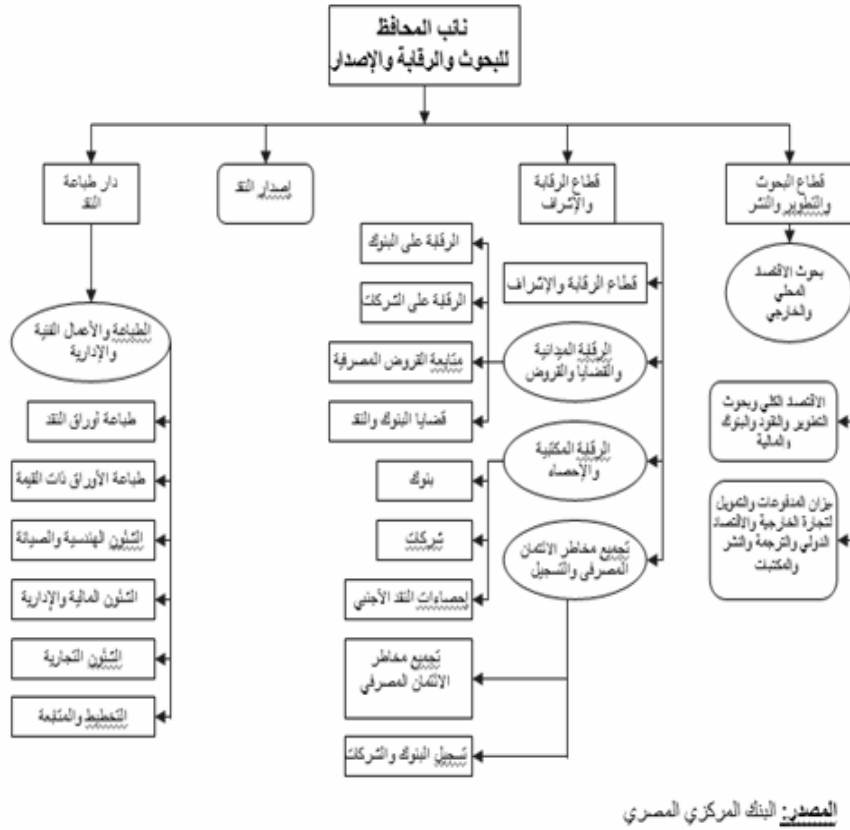 نائب المحافظ
للبحوث والرقابة والإصدار
قطاع البحوث
والتطوير والنشر
بحوث الاقتصد
المحلي
والخارجي
الاقتصد الكلي وبحوث
التطوير والنقود والبنوك
والمالية
ميزان المدفوعات والتمويل
لتجارة الخارجية والاقتصاد
الدولي والترجمة والنشر
والمكتبات
قطاع الرقابة
والإشراف
قطاع الرقابة والإشراف
الرقابة الميدانية
والقضايا والقروض
الرقابة على البنوك
الرقابة على الشركات
متابعة القروض المصرفية
قضايا البنوك والنقد
الرقابة المكتبية
والإحصاء
بنوك
شركات
إحصاءات النقد الأجنبي
تجميع مخاطر الائتمان
المصرفى والتسجيل
تجميع مخاطر
الائتمان المصرفي
تسجيل البنوك والشركات
إصدار النقد
دار طباعة
النقد
الطباعة والأعمال الفنية
والإدارية
طباعة أوراق النقد
طباعة الأوراق ذات القيمة
الشئون الهندسية والصيانة
الشئون المالية والإدارية
الشئون التجارية
التخطيط والمتابعة
المصدر: البنك المركزي المصري